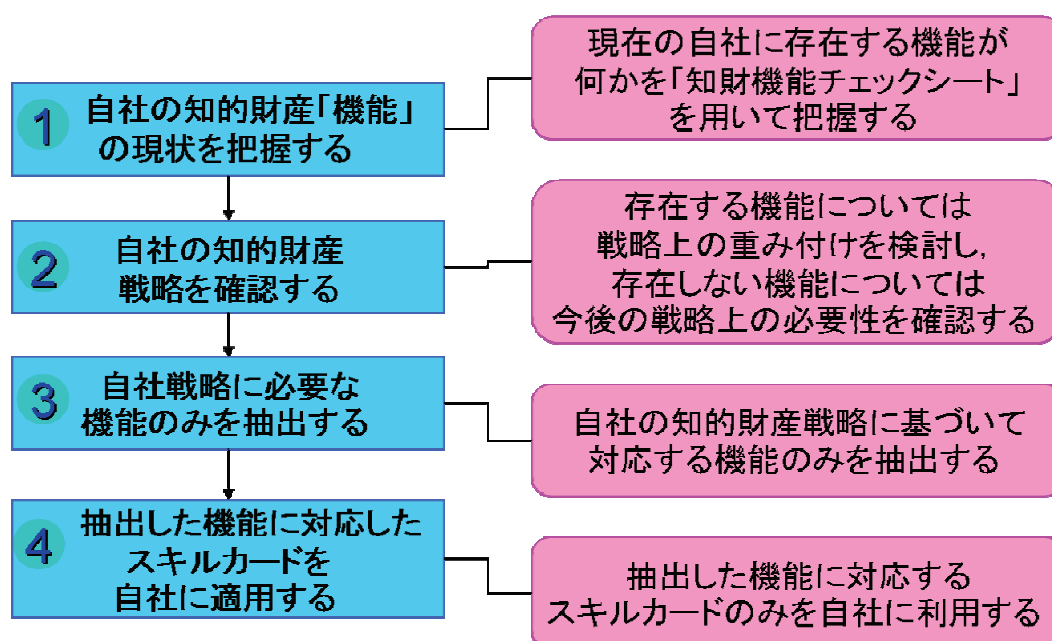 1
自社の知的財産「機能」
の現状を把握する
現在の自社に存在する機能が
何かを「知財機能チェックシート」
を用いて把握する
2
自社の知的財産
戦略を確認する
存在する機能については
戦略上の重み付けを検討し,
存在しない機能については
今後の戦略上の必要性を確認する
3
自社戦略に必要な
機能のみを抽出する
自社の知的財産戦略に基づいて
対応する機能のみを抽出する
4
抽出した機能に対応した
スキルカードを
自社に適用する
抽出した機能に対応する
スキルカードのみを自社に利用する